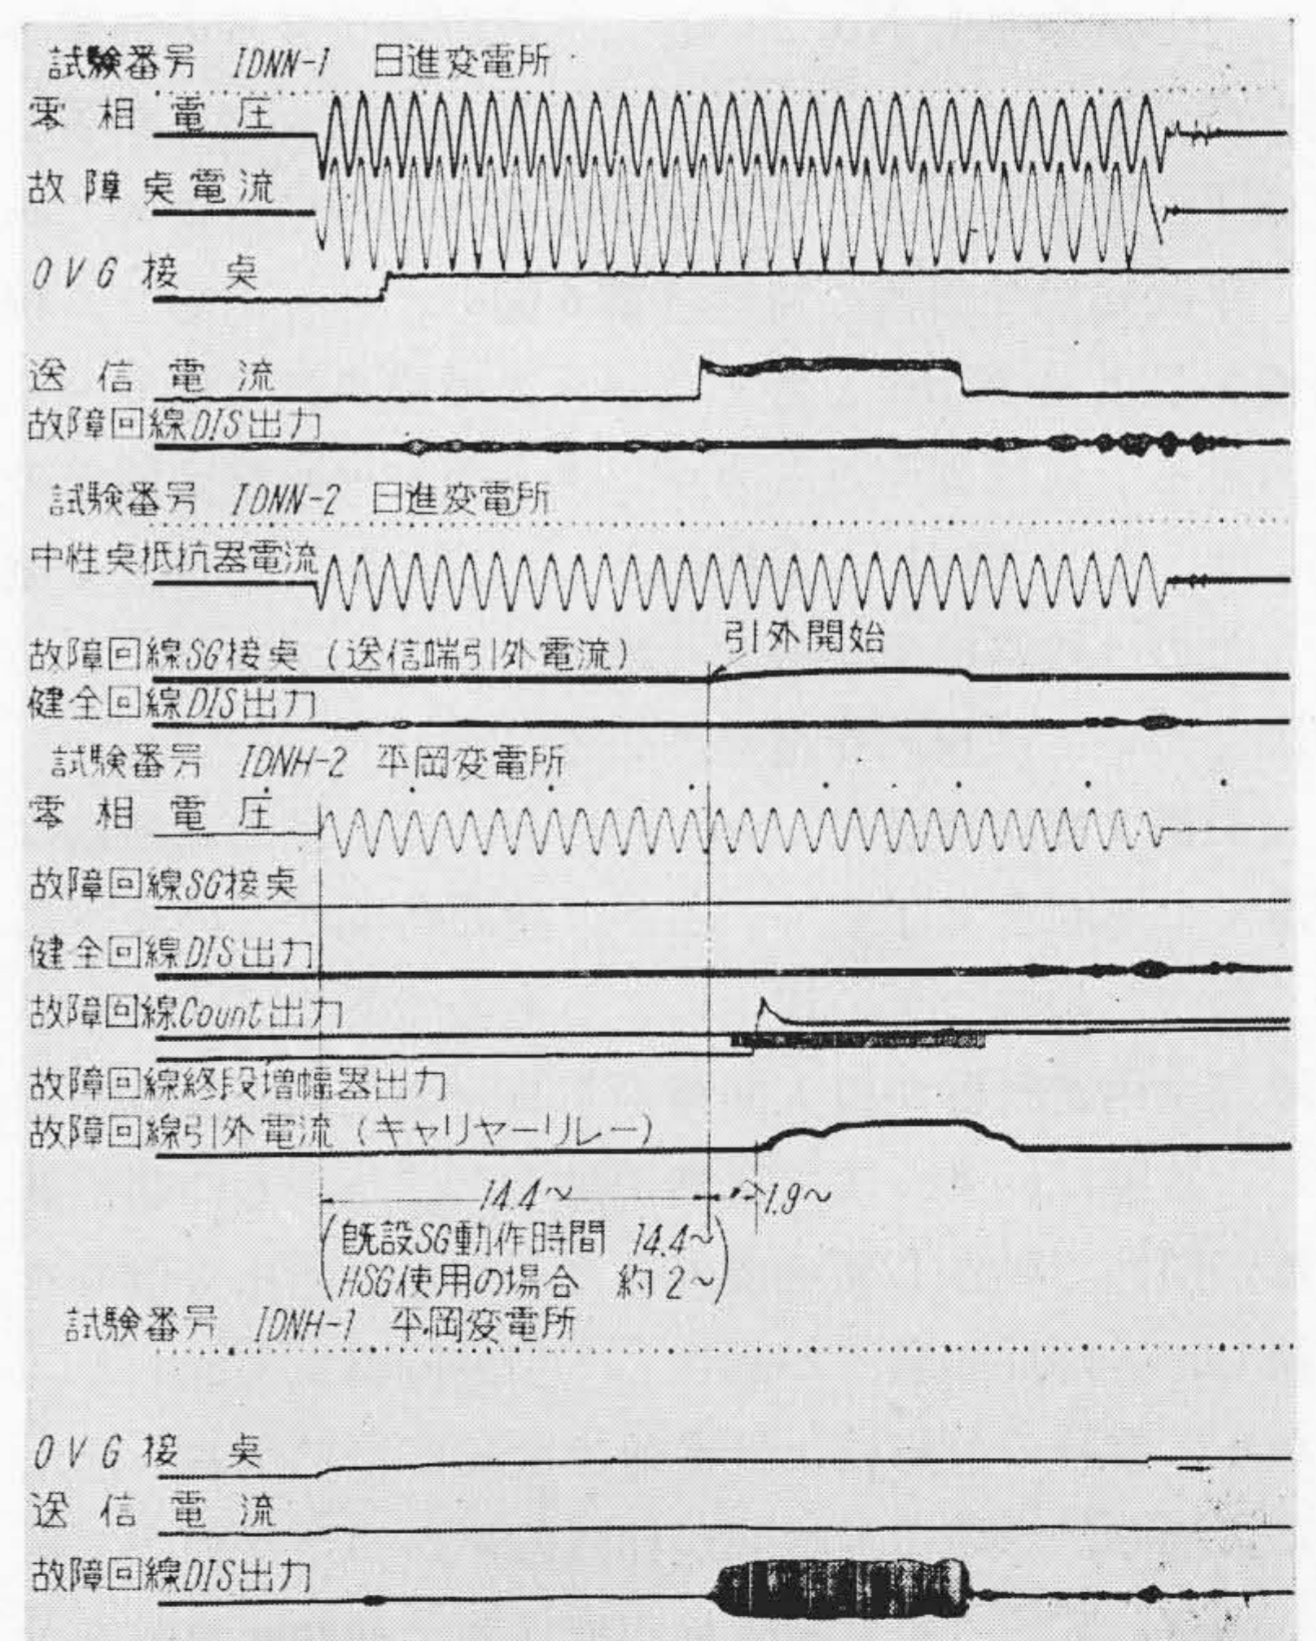 試験番号 IDNN-1 日進変電所
零相電圧
故障点電流
OVG接点
送信電流
故障回線DIS出力
試験番号 IDNN-2 日進変電所
中性点抵抗器電流
故障回線SG接点(送信端引外電流)
引外開始
健全回線DIS出力
試験番号 IDNH-2 平岡変電所
零相電圧
故障回線SG接点
健全回線DIS出力
故障回線Count出力
故障回線終段増幅器出力
故障回線引外電流(キャリヤーリレー)
14.4~ 1.9~
(既設SG動作時間 14.4~
HSG使用の場合 約2~)
試験番号 IDNH-1 平岡変電所
OVG接点
送信電流
故障回線DIS出力